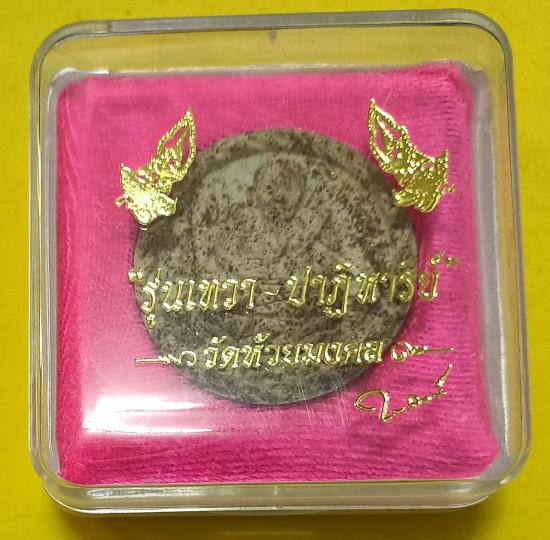 "รุ่นเทวา-ปาฏิหาริย์"
วัดห้วยมงคล